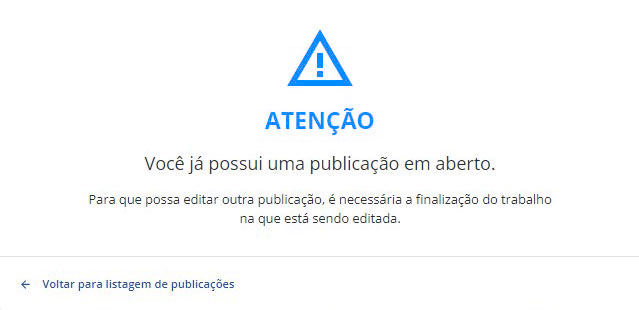 ATENÇÃO
Você já possui uma publicação em aberto.
Para que possa editar outra publicação, é necessária a finalização do trabalho
na que está sendo editada.
Voltar para listagem de publicações